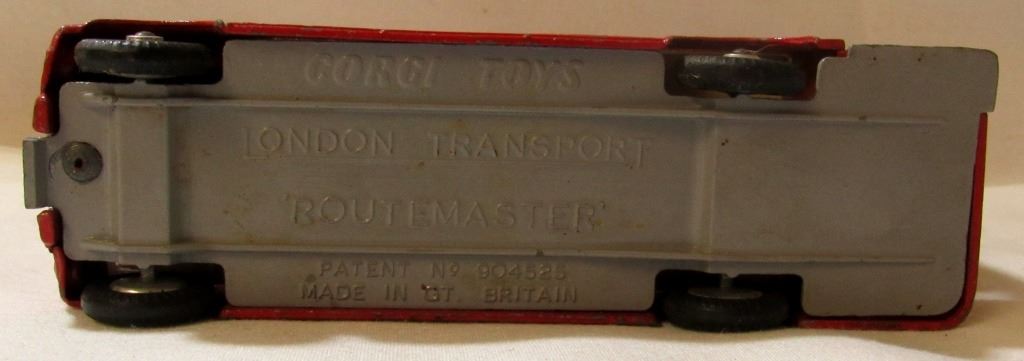 CORGI TOYS
LONDON TRANSPORT
'ROUTEMASTER'
PATENT Nº 904525
MADE IN GT. BRITAIN